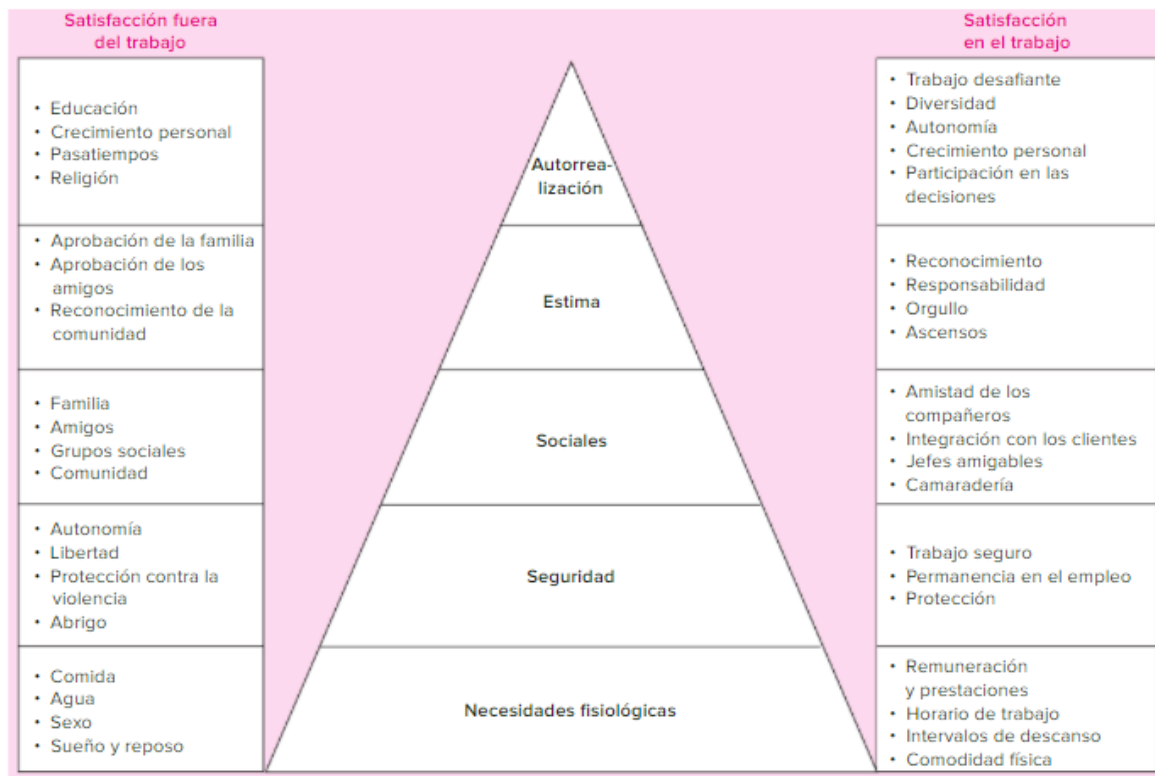 Satisfacción fuera
del trabajo
Satisfacción
en el trabajo
• Educación
• Crecimiento personal
• Pasatiempos
• Religión
Autorrea-
lización
• Trabajo desafiante
• Diversidad
• Autonomía
• Crecimiento personal
• Participación en las
decisiones
• Aprobación de la familia
• Aprobación de los
amigos
• Reconocimiento de la
comunidad
Estima
• Reconocimiento
• Responsabilidad
• Orgullo
• Ascensos
• Familia
• Amigos
• Grupos sociales
• Comunidad
Sociales
• Amistad de los
compañeros
• Integración con los clientes
• Jefes amigables
• Camaradería
• Autonomía
• Libertad
• Protección contra la
violencia
• Abrigo
Seguridad
• Trabajo seguro
• Permanencia en el empleo
• Protección
• Comida
• Agua
• Sexo
• Sueño y reposo
Necesidades fisiológicas
• Remuneración
y prestaciones
• Horario de trabajo
• Intervalos de descanso
• Comodidad física